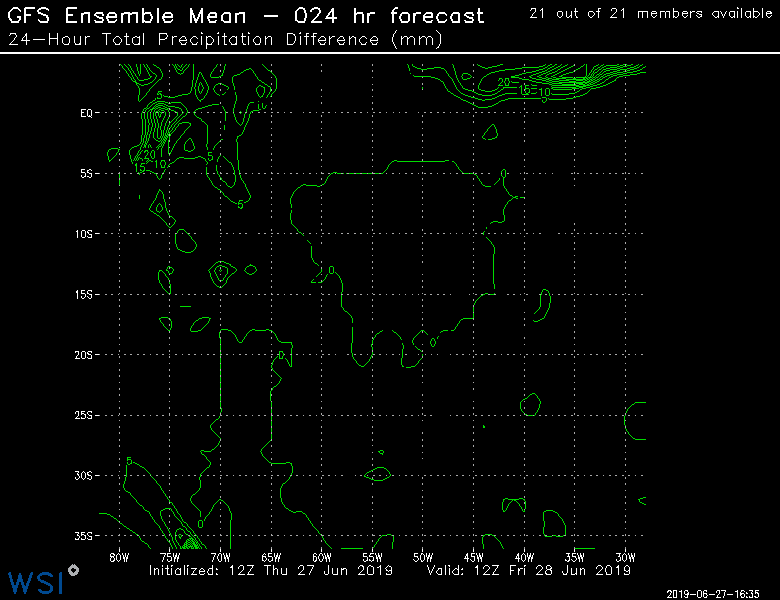 GFS Ensemble Mean – 024 hr forecast
21 out of 21 members available
24–Hour Total Precipitation Difference (mm)
5
20
15 10
5
EQ
10
20
15 10
5
5S
0
5
10S
0
15S
0
20S
0
25S
5
30S
0
35S
80W 75W 70W 65W 60W 55W 50W 45W 40W 35W 30W
Initialized: 12Z Thu 27 Jun 2019
Valid: 12Z Fri 28 Jun 2019
WSI
2019-06-27-16:35